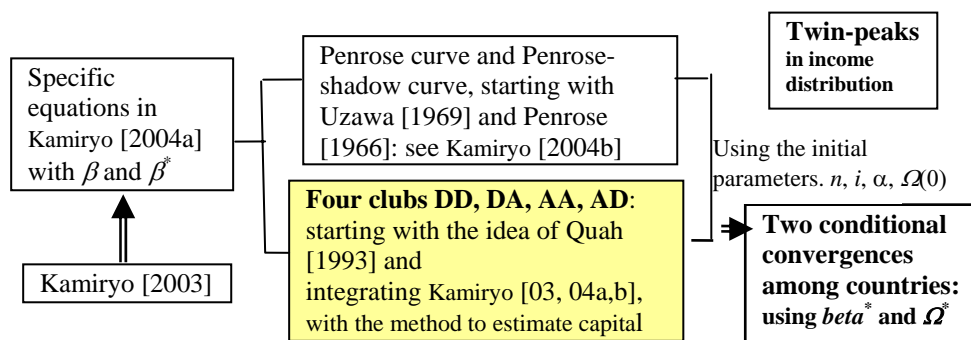 Specific
equations in
Kamiryo [2004a]
with β and β*
Kamiryo [2003]
Penrose curve and Penrose-
shadow curve, starting with
Uzawa [1969] and Penrose
[1966]: see Kamiryo [2004b]
Four clubs DD, DA, AA, AD:
starting with the idea of Quah
[1993] and
integrating Kamiryo [03, 04a,b],
with the method to estimate capital
Twin-peaks
in income
distribution
Using the initial
parameters. n, i, α, Ω(0)
Two conditional
convergences
among countries:
using beta* and Ω*